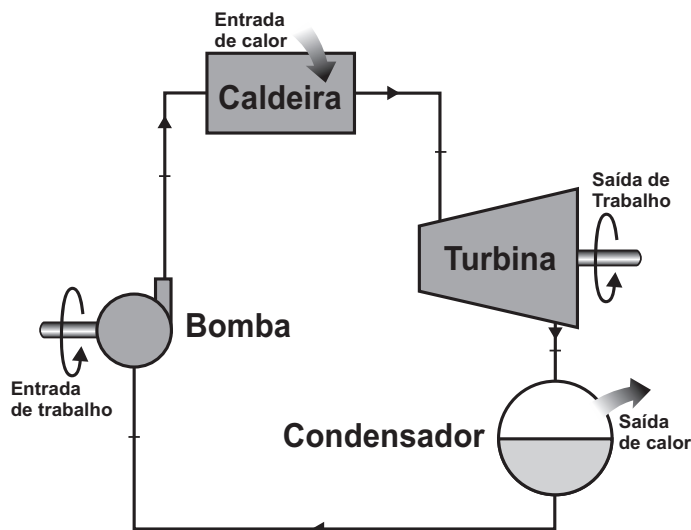 Entrada
de calor
Caldeira
Saída de
Trabalho
Turbina
Bomba
Entrada
de trabalho
Condensador
Saída
de calor